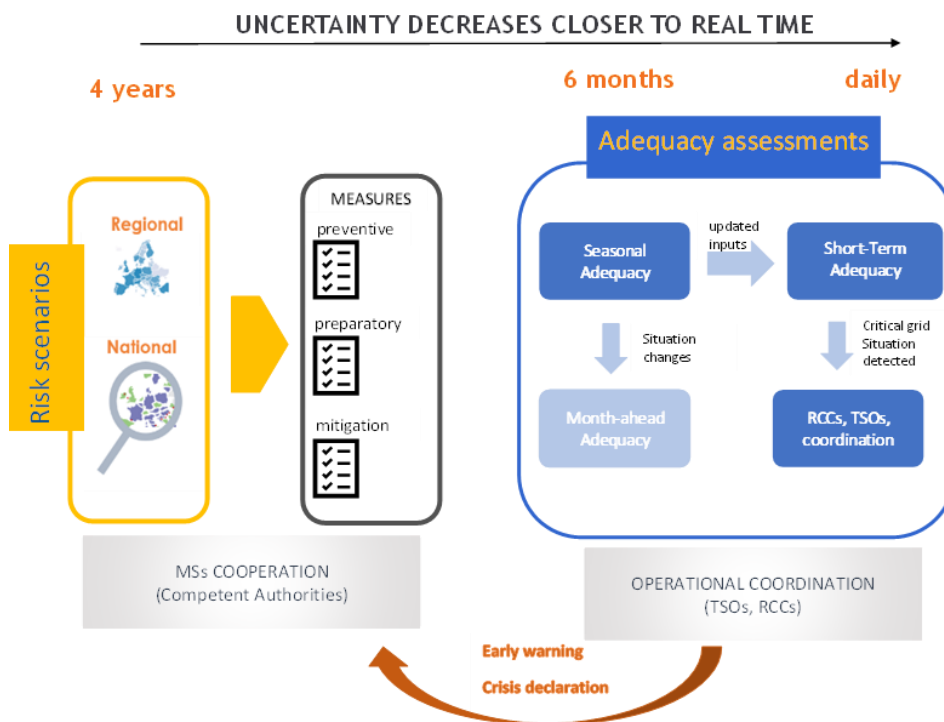 UNCERTAINTY DECREASES CLOSER TO REAL TIME
4 years
6 months
daily
Risk scenarios
Regional
National
MEASURES
preventive
preparatory
mitigation
Adequacy assessments
Seasonal
Adequacy
updated
inputs
Short-Term
Adequacy
Situation
changes
Critical grid
Situation
detected
Month-ahead
Adequacy
RCCs, TSOs,
coordination
MSs COOPERATION
(Competent Authorities)
OPERATIONAL COORDINATION
(TSOs, RCCs)
Early warning
Crisis declaration